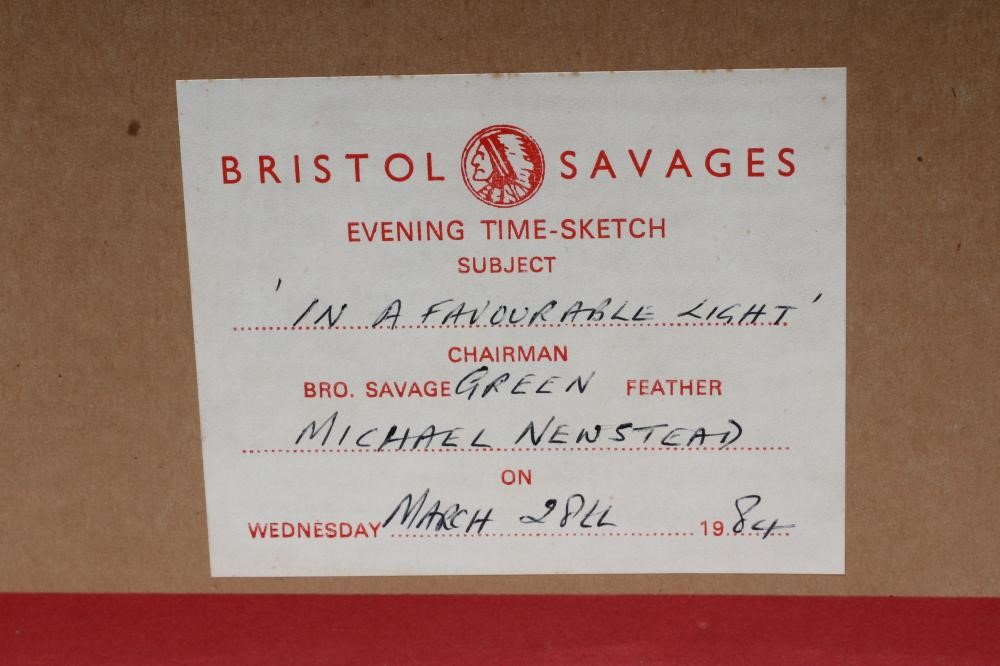 BRISTOL SAVAGES
EVENING TIME-SKETCH
SUBJECT
'IN A FAVOURABLE LIGHT'
CHAIRMAN
BRO. SAVAGE GREEN FEATHER
MICHAEL NEWSTEAD
ON
WEDNESDAY MARCH 28th 1984